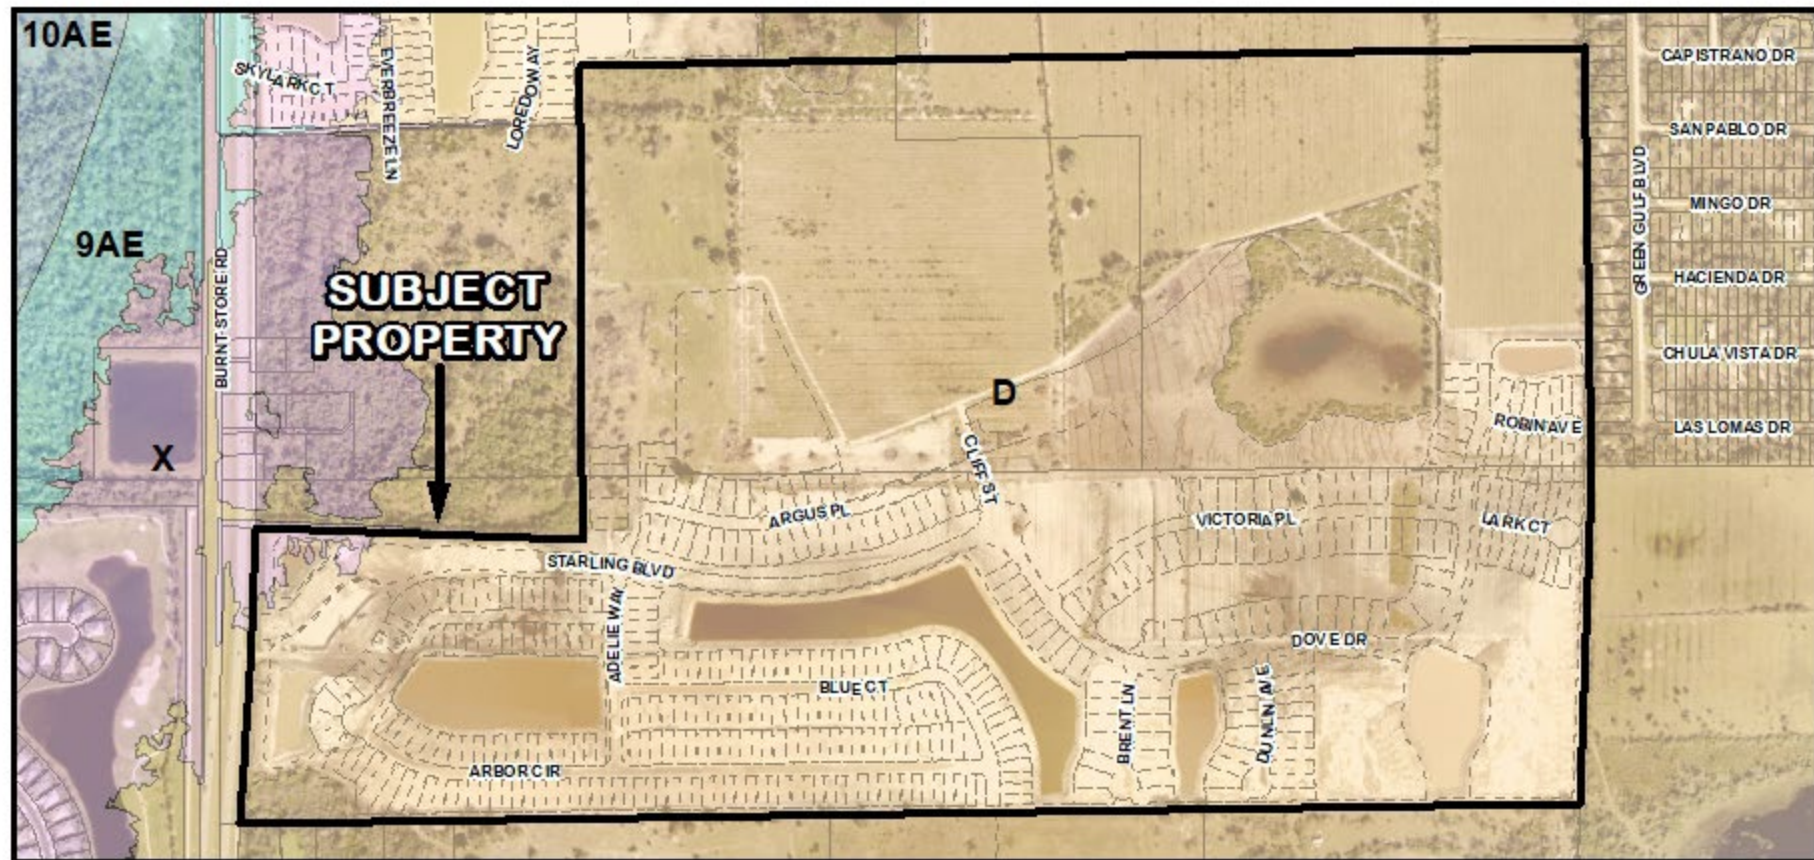 10AE
SKYLARK CT
EVERBREEZE LN
LOREDO WAY
CAPISTRANO DR
SAN PABLO DR
MINGO DR
GREEN GULF BLVD
HACIENDA DR
CHULA VISTA DR
LAS LOMAS DR
9AE
BURNT STORE RD
SUBJECT
PROPERTY
X
D
CLIFF ST
ROBIN AVE
ARGUS PL
VICTORIA PL
LARK CT
STARLING BLVD
ADELIE WAY
DOVE DR
BLUE CT
BRENT LN
DUNLIN AVE
ARBOR CIR